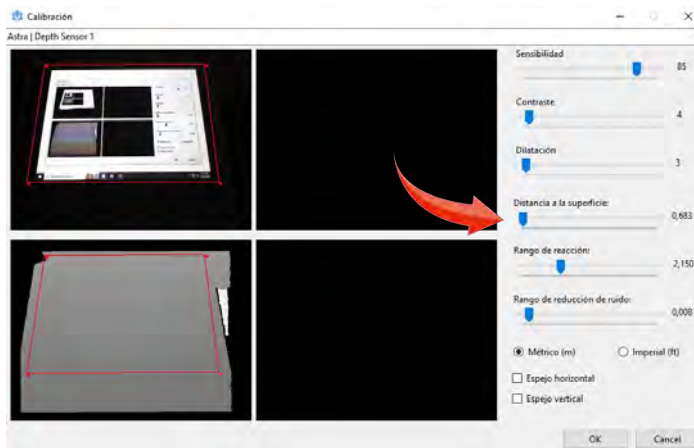 Calibración
Astra | Depth Sensor 1
Sensibilidad
85
Contraste
4
Dilatación
3
Distancia a la superficie:
0,683
Rango de reacción:
2,150
Rango de reducción de ruido:
0,008
Métrico (m)
Imperial (ft)
Espejo horizontal
Espejo vertical
OK
Cancel